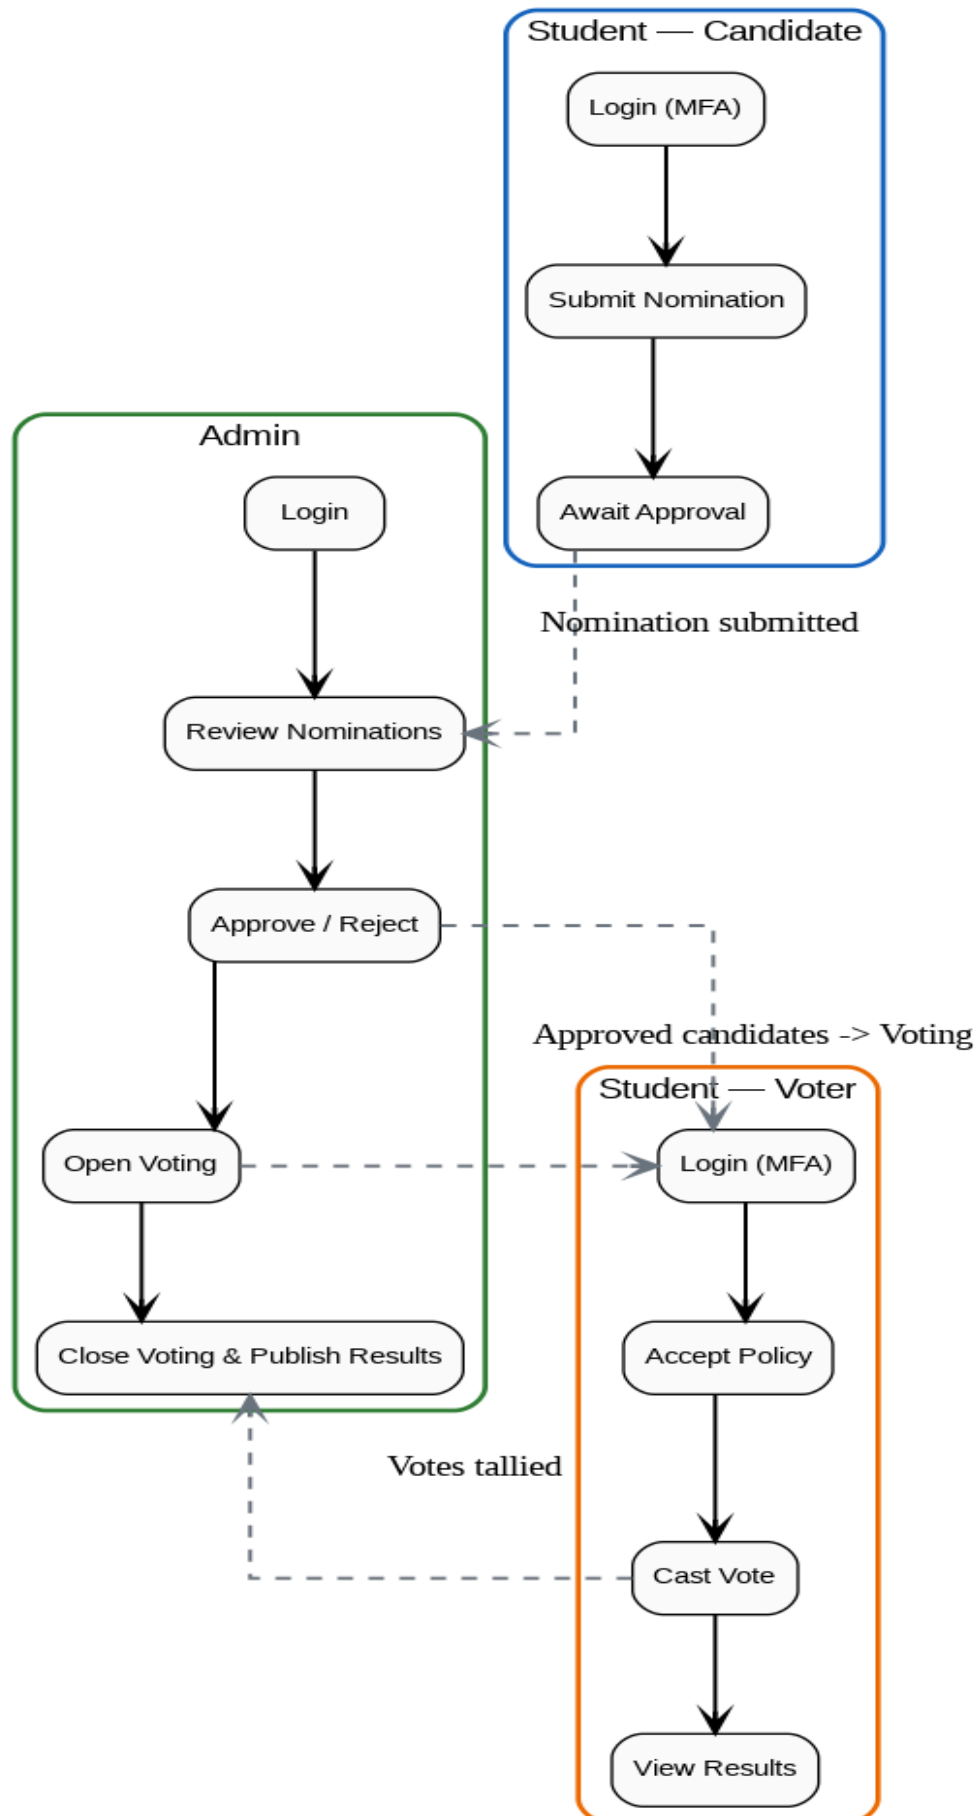 Student — Candidate
Login (MFA)
Submit Nomination
Await Approval
Nomination submitted
Admin
Login
Review Nominations
Approve / Reject
Open Voting
Close Voting & Publish Results
Approved candidates -> Voting
Student — Voter
Login (MFA)
Accept Policy
Votes tallied
Cast Vote
View Results